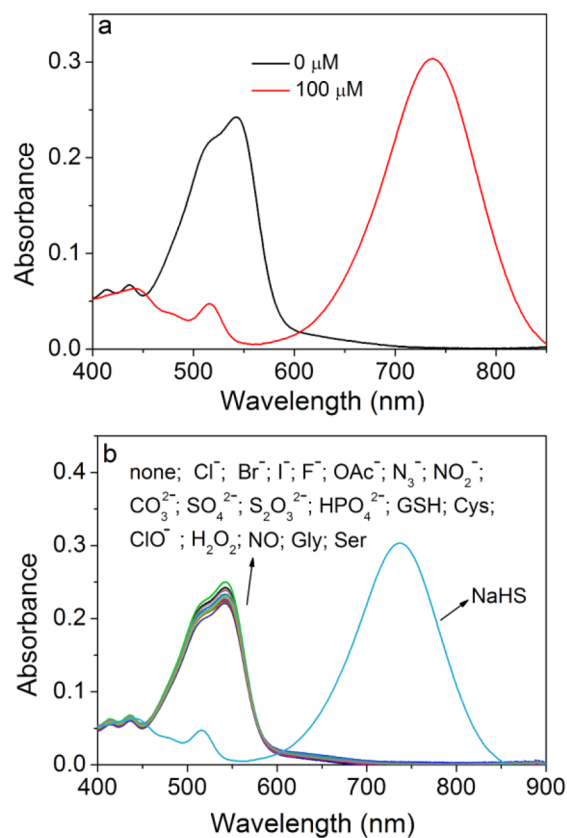 a
0 μM
100 μM
0.3
0.2
0.1
0.0
Absorbance
400 500 600 700 800
Wavelength (nm)
b
none; Cl⁻; Br⁻; I⁻; F⁻; OAc⁻; N₃⁻; NO₂⁻;
CO₃²⁻; SO₄²⁻; S₂O₃²⁻; HPO₄²⁻; GSH; Cys;
ClO⁻ ; H₂O₂; NO; Gly; Ser
NaHS
0.4
0.3
0.2
0.1
0.0
Absorbance
400 500 600 700 800 900
Wavelength (nm)